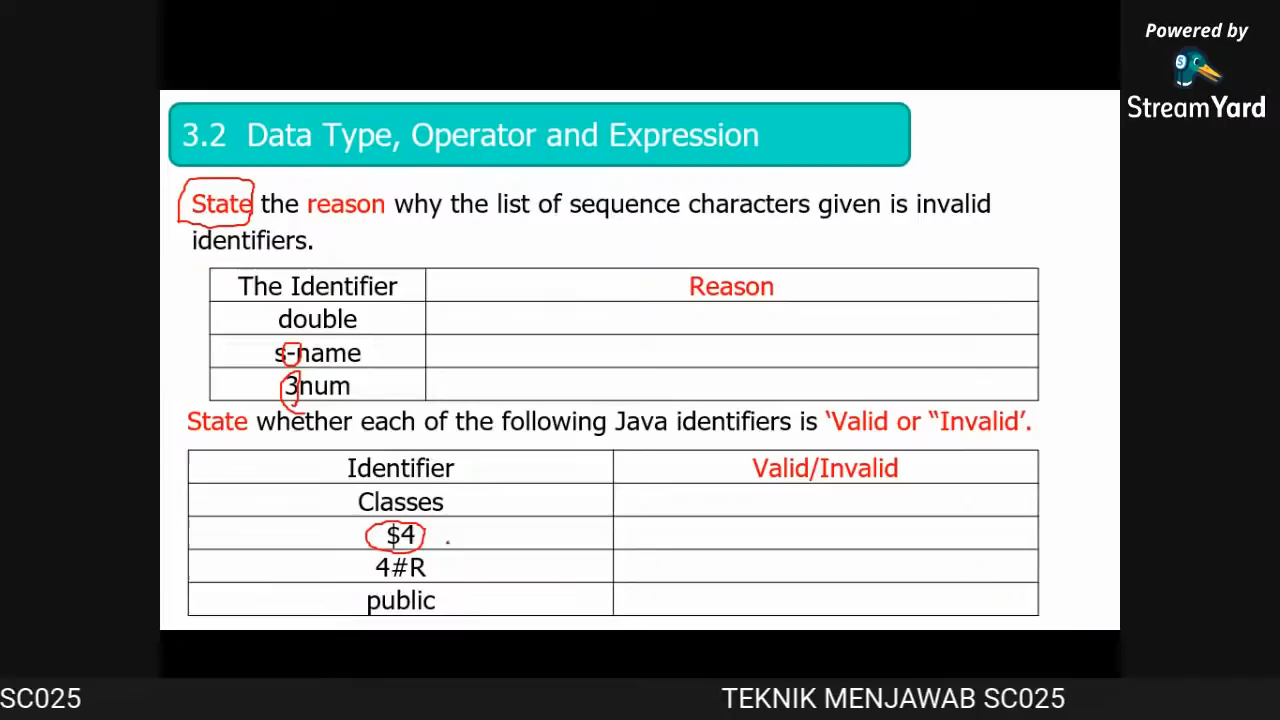 Powered by
StreamYard
3.2 Data Type, Operator and Expression
State the reason why the list of sequence characters given is invalid
identifiers.
The Identifier Reason
double
s-name
3num
State whether each of the following Java identifiers is ‘Valid or “Invalid’.
Identifier Valid/Invalid
Classes
$4
4#R
public
SC025 TEKNIK MENJAWAB SC025